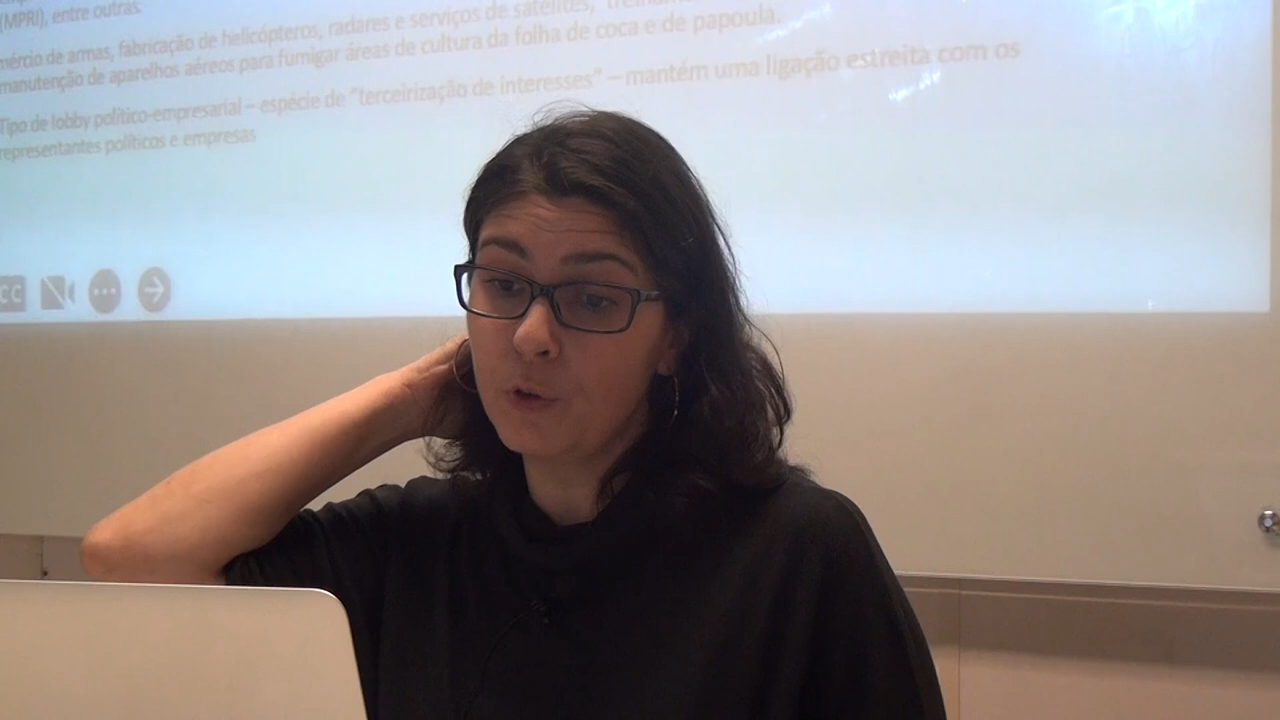 (MPRI), entre outras.
mércio de armas, fabricação de helicópteros, radares e serviços de satélites,
manutenção de aparelhos aéreos para fumigar áreas de cultura da folha de coca e de papoula.
Tipo de lobby político-empresarial – espécie de “terceirização de interesses” – mantém uma ligação estreita com os
representantes políticos e empresas
CC